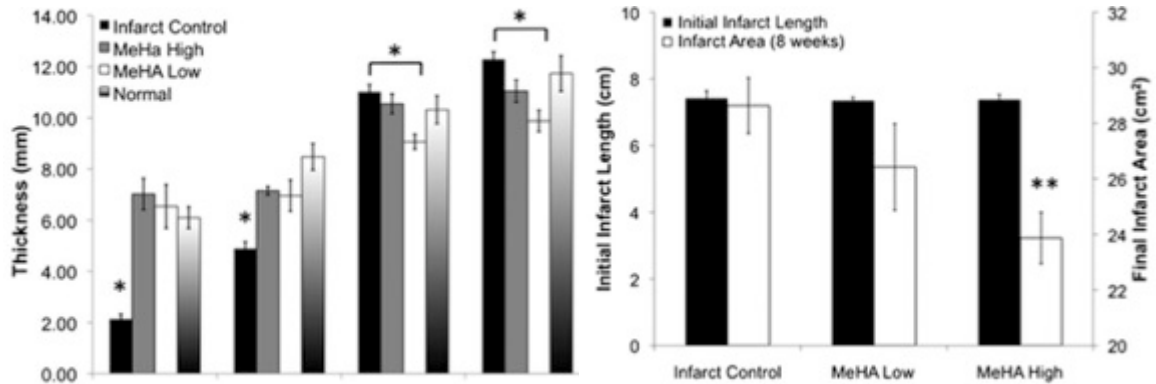 14.00
12.00
10.00
8.00
6.00
4.00
2.00
0.00
Thickness (mm)
Infarct Control
MeHa High
MeHA Low
Normal
*
*
*
*
10
8
6
4
2
0
Initial Infarct Length (cm)
Initial Infarct Length
Infarct Area (8 weeks)
**
32
30
28
26
24
22
20
Final Infarct Area (cm²)
Infarct Control MeHA Low MeHA High